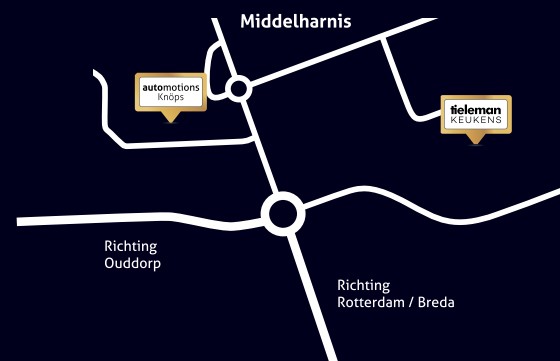 Middelharnis
automotions
Knöps
tieleman
KEUKENS
Richting
Ouddorp
Richting
Rotterdam / Breda